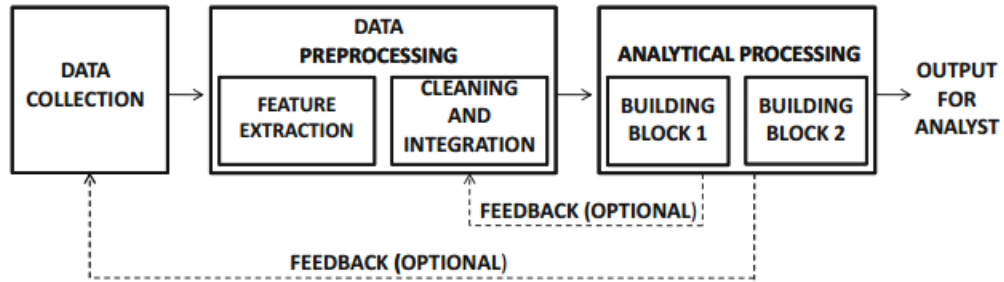 DATA
COLLECTION
DATA
PREPROCESSING
FEATURE
EXTRACTION
CLEANING
AND
INTEGRATION
ANALYTICAL PROCESSING
BUILDING
BLOCK 1
BUILDING
BLOCK 2
OUTPUT
FOR
ANALYST
FEEDBACK (OPTIONAL)
FEEDBACK (OPTIONAL)